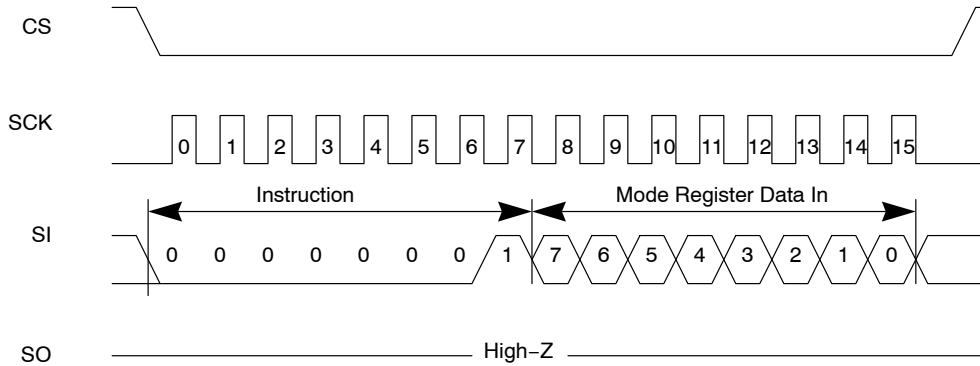 CS
SCK
0 1 2 3 4 5 6 7 8 9 10 11 12 13 14 15
Instruction Mode Register Data In
SI
0 0 0 0 0 0 0 1 7 6 5 4 3 2 1 0
SO
High−Z